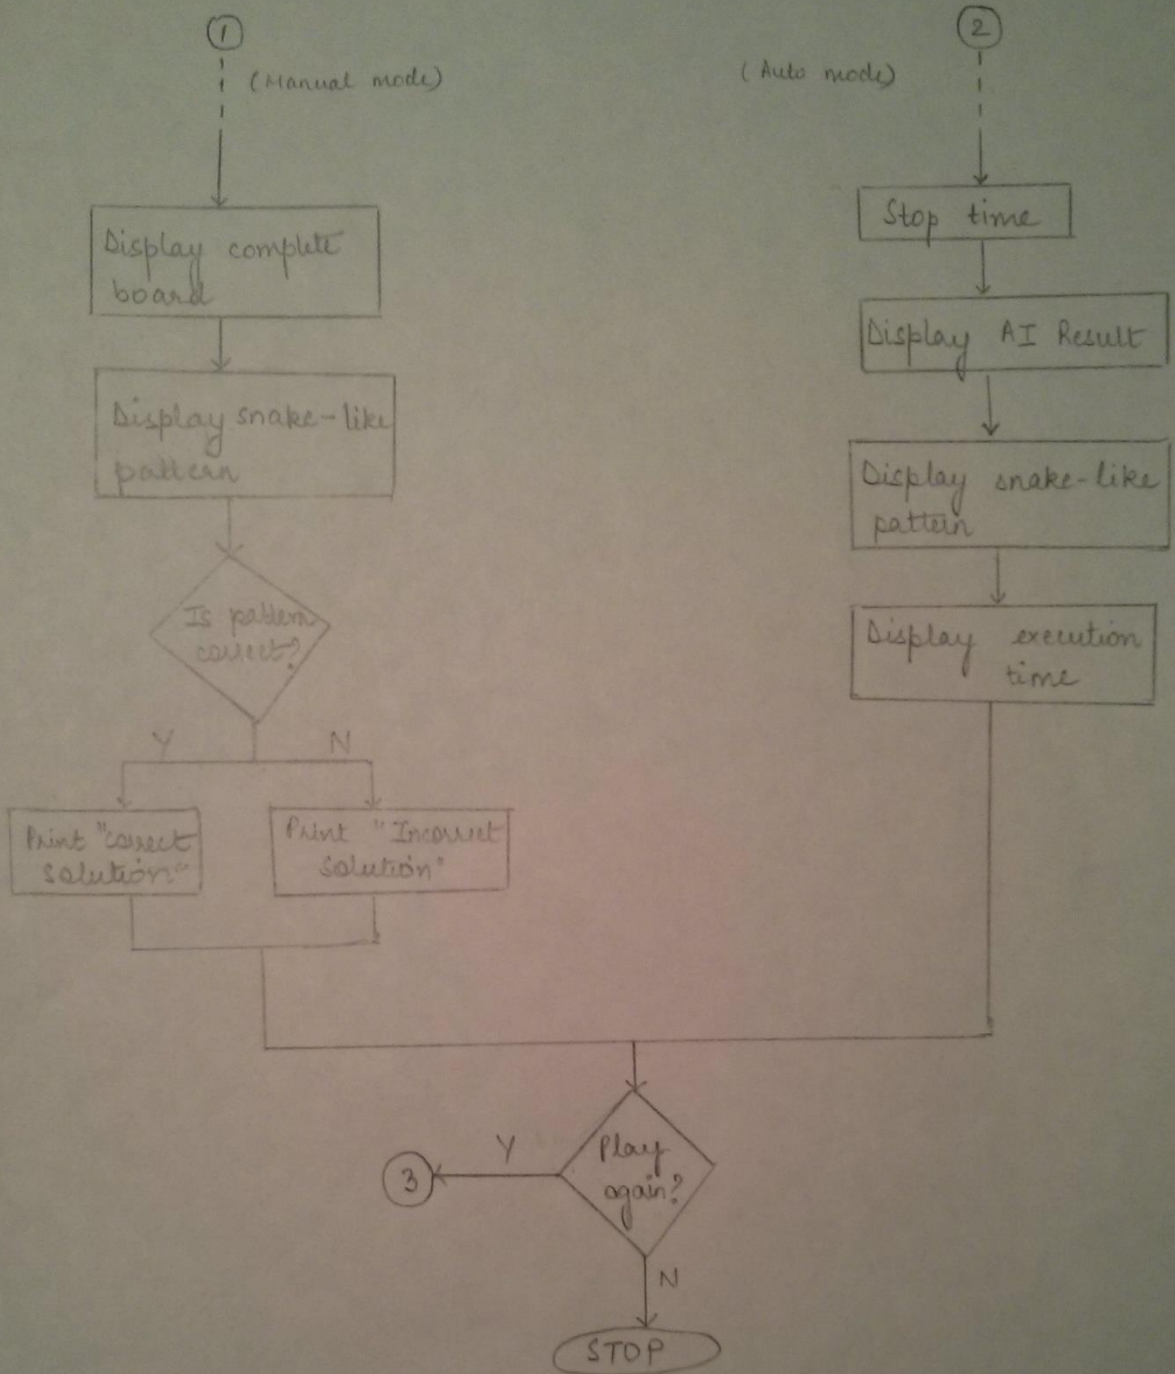 1
(Manual mode)
Display complete
board
Display snake-like
pattern
Is pattern
correct?
Y
N
Print "correct
solution"
Print "Incorrect
solution"
2
(Auto mode)
Stop time
Display AI Result
Display snake-like
pattern
Display execution
time
Play
again?
Y
3
N
STOP